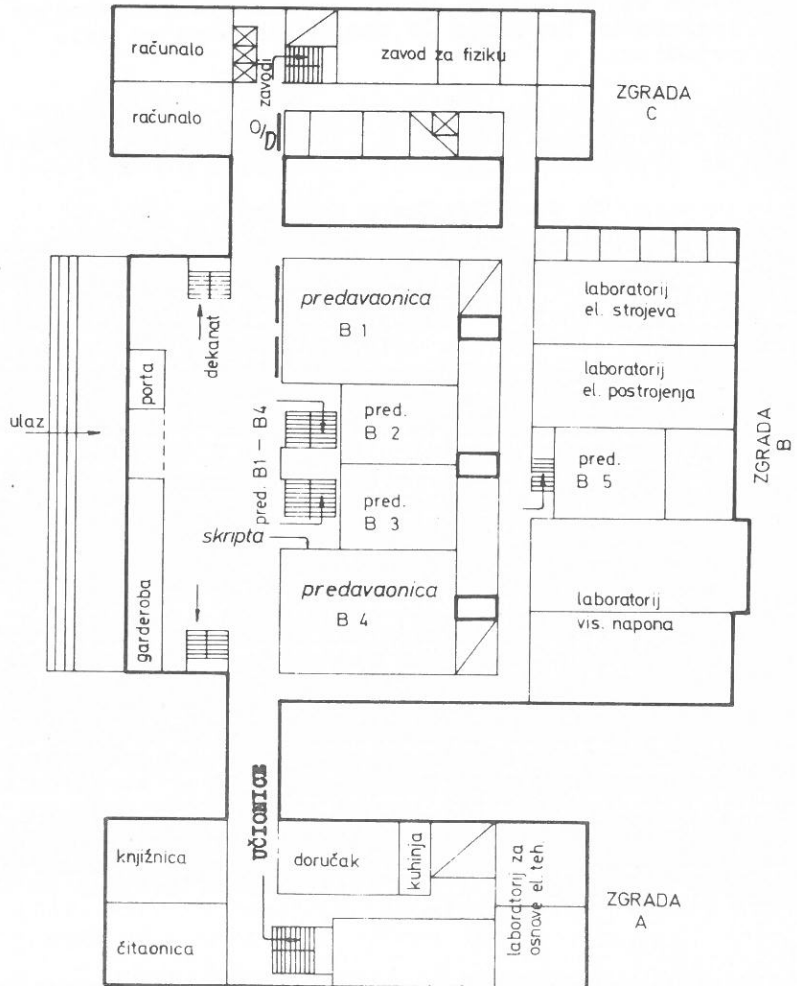 računalo
zavod za fiziku
zavodi
ZGRADA
C
računalo
O/D
predavaonica
B 1
laboratorij
el. strojeva
dekanat
porta
laboratorij
el. postrojenja
ulaz
pred.
B 2
pred. B1 – B4
pred.
B 5
ZGRADA
B
pred.
B 3
skripta
predavaonica
B 4
garderoba
laboratorij
vis. napona
UČIONICE
knjižnica
doručak
kuhinja
laboratorij za
osnove el. teh
ZGRADA
A
čitaonica